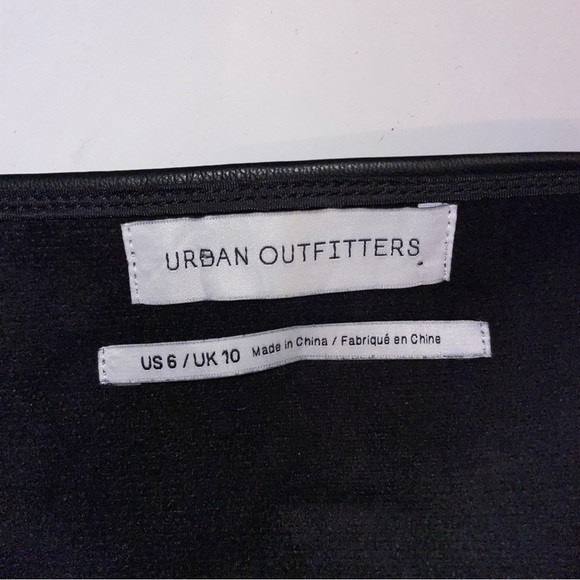 URBAN OUTFITTERS
US 6 / UK 10 Made in China / Fabriqué en Chine